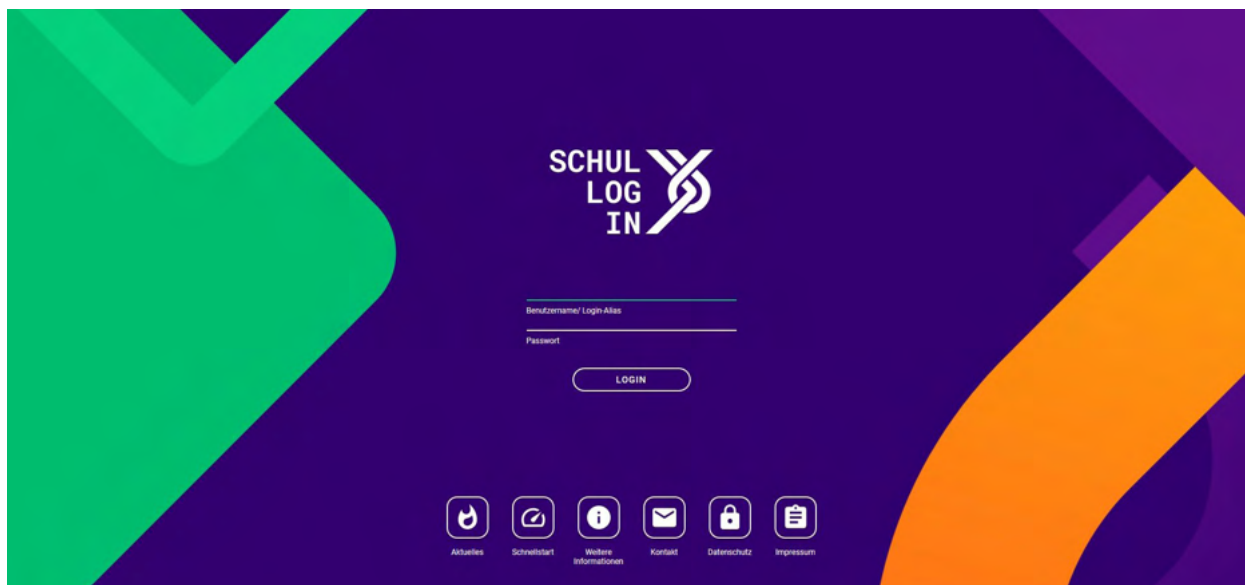 SCHUL
LOG
IN
Benutzername/ Login-Alias
Passwort
LOGIN
Aktuelles
Schnellstart
Weitere
Informationen
Kontakt
Datenschutz
Impressum